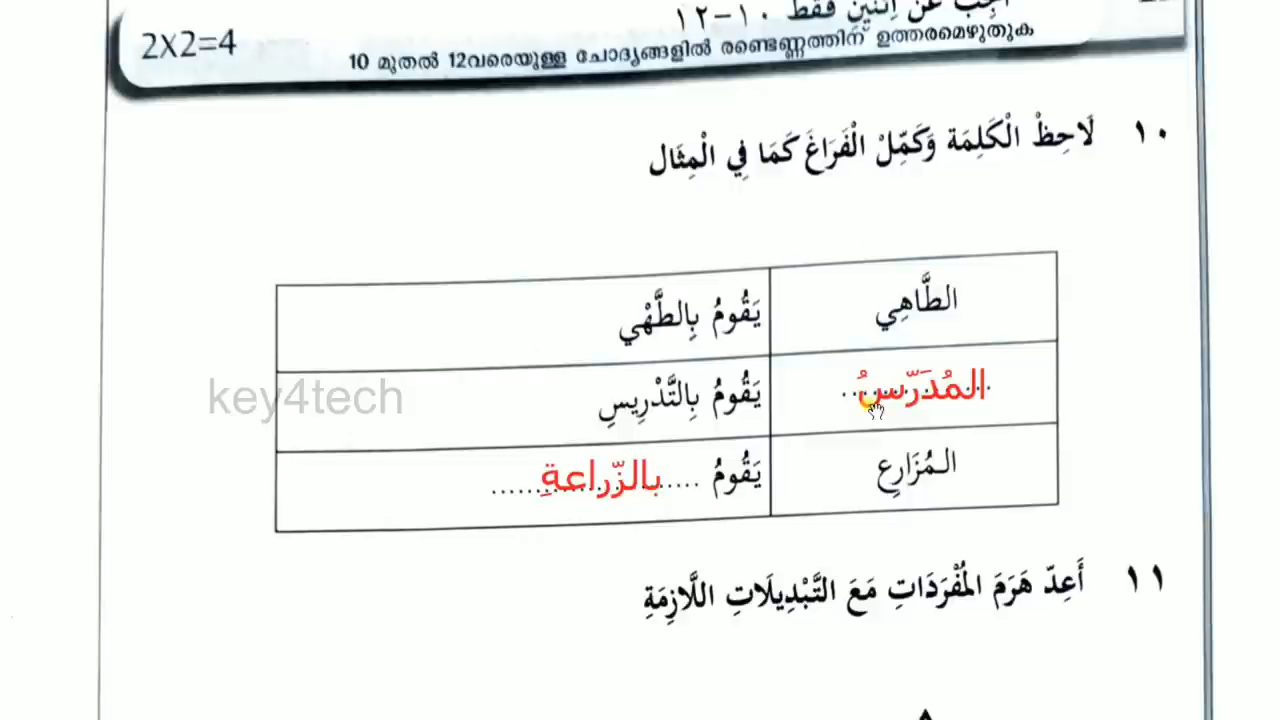 أَجِبْ عَنْ اِثْنَيْنِ فَقَط ١٠-١٢
2X2=4
10 മുതൽ 12വരെയുള്ള ചോദ്യങ്ങളിൽ രണ്ടെണ്ണത്തിന് ഉത്തരമെഴുതുക
١٠ لَاحِظْ الْكَلِمَة وَكَمِّلْ الْفَرَاغَ كَمَا فِي الْمِثَال
الطَّاهِي يَقُومُ بِالطَّهْي
المُدَرّسُ يَقُومُ بِالتَّدْرِيسِ
key4tech
الـمُزَارِع يَقُومُ بالزّراعةِ
١١ أَعِدّ هَرَمَ الْمُفْرَدَاتِ مَعَ التَّبْدِيلَاتِ اللَّازِمَةِ